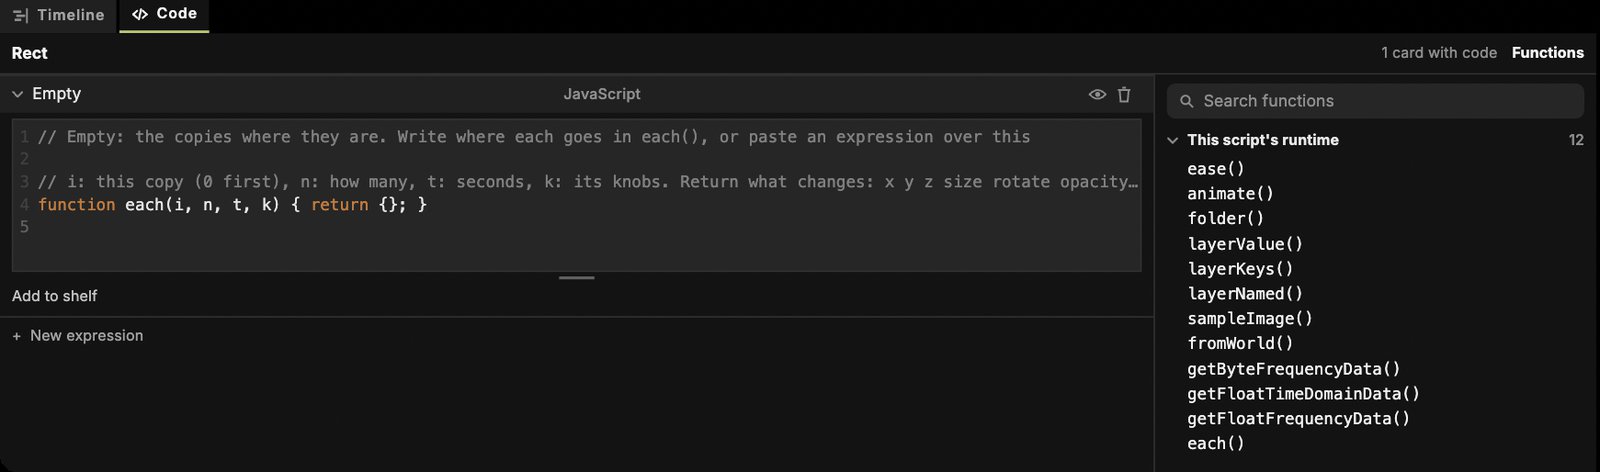 Timeline
Code
Rect
1 card with code
Functions
Empty
JavaScript
1 // Empty: the copies where they are. Write where each goes in each(), or paste an expression over this
2
3 // i: this copy (0 first), n: how many, t: seconds, k: its knobs. Return what changes: x y z size rotate opacity…
4 function each(i, n, t, k) { return {}; }
5
Add to shelf
+ New expression
Search functions
This script's runtime 12
ease()
animate()
folder()
layerValue()
layerKeys()
layerNamed()
sampleImage()
fromWorld()
getByteFrequencyData()
getFloatTimeDomainData()
getFloatFrequencyData()
each()